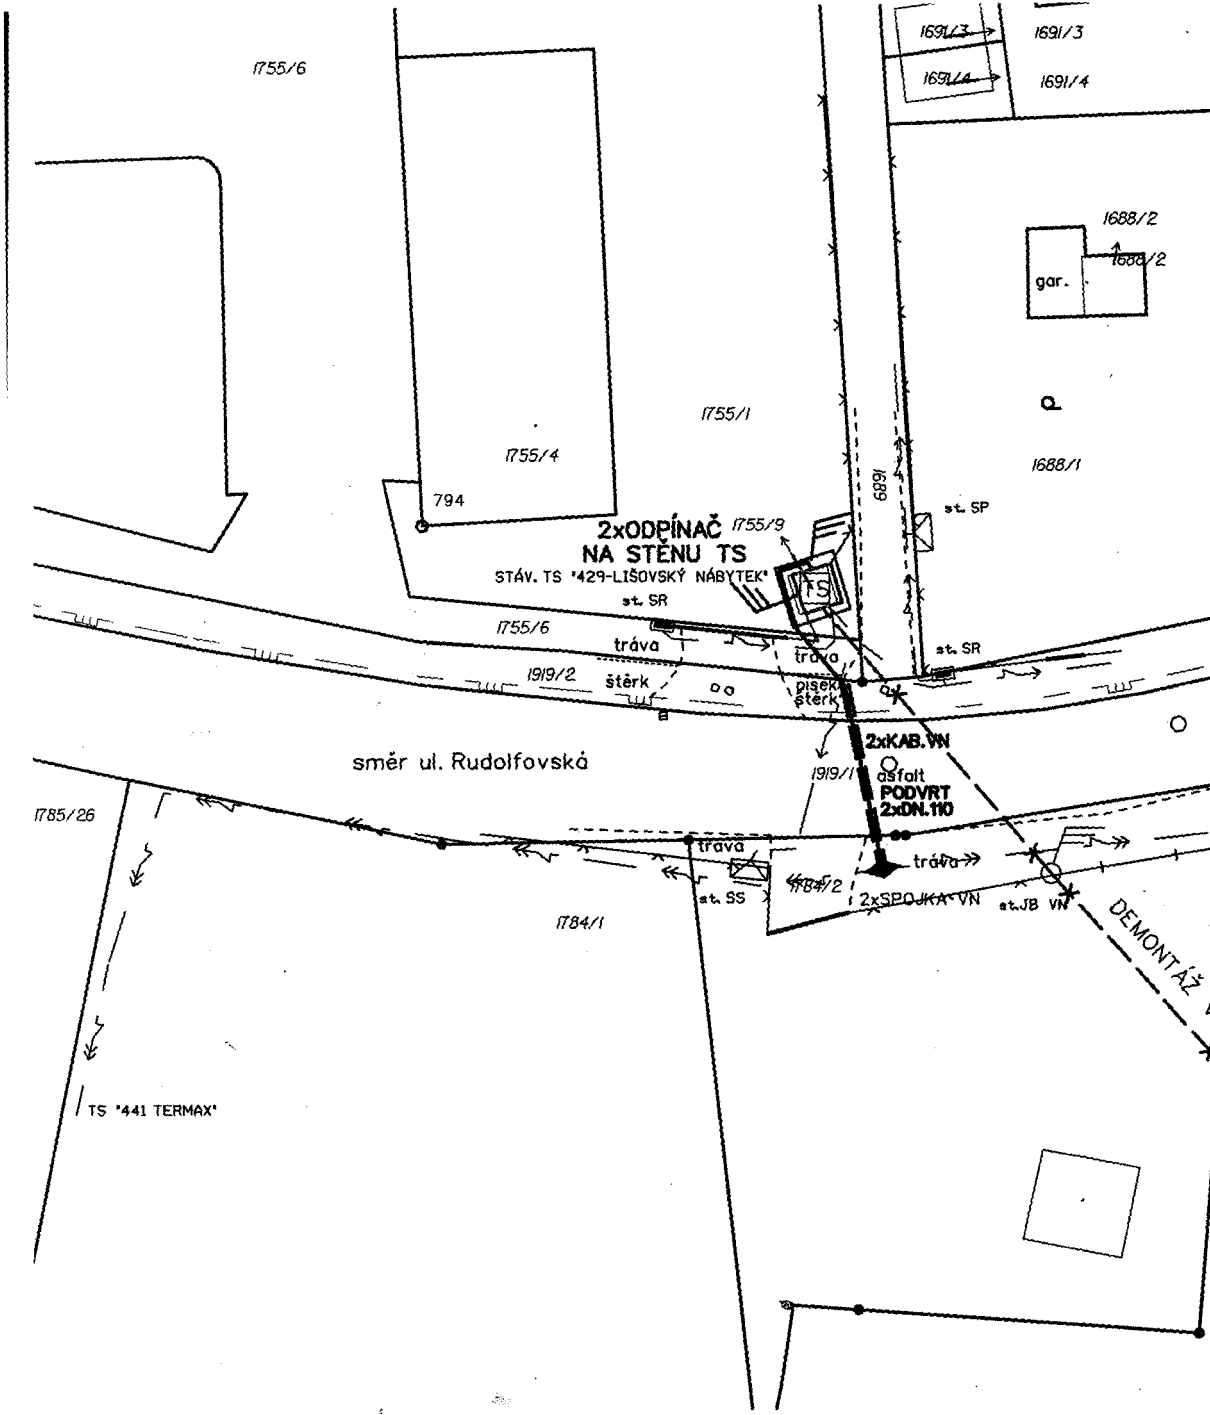 1691/3
1691/3
1755/6
1691/4
1691/4
1688/2
1688/2
gar.
1755/1
1755/4
1688/1
1689
794
st. SP
2xODPÍNAČ
1755/9
NA STĚNU TS
STÁV. TS "429-LIŠOVSKÝ NÁBYTEK"
TS
st. SR
1755/6
tráva
tráva
st. SR
1919/2
štěrk
písek
štěrk
2xKAB.VN
směr ul. Rudolfovská
1919/1
asfalt
PODVRT
2xDN.110
1785/26
tráva
tráva
1784/2
st. SS
2xSPOJKA VN
st.JB VN
1784/1
DEMONTÁŽ
TS "441 TERMAX"